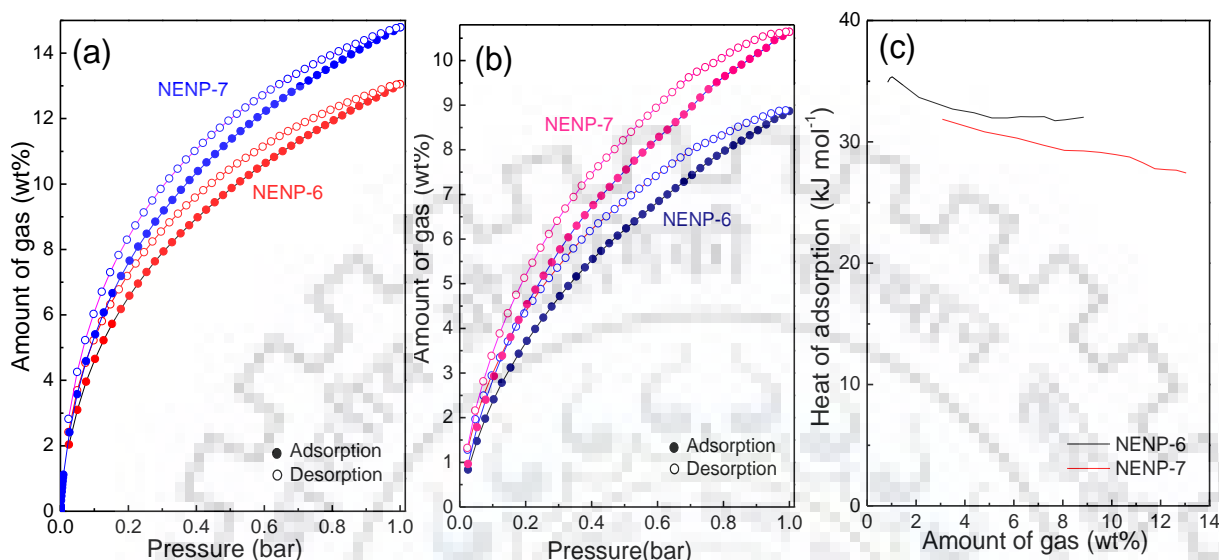 (a)
NENP-7
NENP-6
Adsorption
Desorption
Amount of gas (wt%)
0
2
4
6
8
10
12
14
0.0 0.2 0.4 0.6 0.8 1.0
Pressure (bar)
(b)
NENP-7
NENP-6
Adsorption
Desorption
Amount of gas (wt%)
0
1
2
3
4
5
6
7
8
9
10
0.0 0.2 0.4 0.6 0.8 1.0
Pressure(bar)
(c)
NENP-6
NENP-7
Heat of adsorption (kJ mol⁻¹)
0
10
20
30
40
0 2 4 6 8 10 12 14
Amount of gas (wt%)